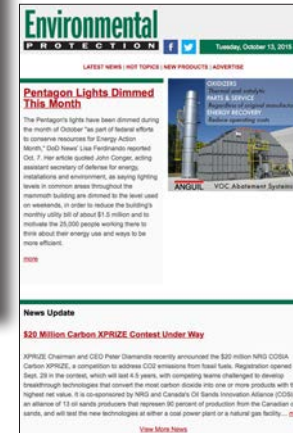 Environmental
PROTECTION
Tuesday, October 13, 2015
LATEST NEWS | HOT TOPICS | NEW PRODUCTS | ADVERTISE
Pentagon Lights Dimmed
This Month
The Pentagon's lights have been dimmed during
the month of October "as part of federal efforts
to conserve resources for Energy Action
Month," DoD News' Lisa Ferdinando reported
Oct. 7. Her article quoted John Conger, acting
assistant secretary of defense for energy,
installations and environment, as saying lighting
levels in common areas throughout the
mammoth building are dimmed to the level used
on weekends, in order to reduce the building's
monthly utility bill of about $1.5 million and to
motivate the 25,000 people working there to
think about their energy use and ways to be
more efficient.
more
OXIDIZERS
Thermal and catalytic
PARTS & SERVICE
Regardless of original manufacturer
ENERGY RECOVERY
Reduce operating costs
ANGUIL VOC Abatement Systems
News Update
$20 Million Carbon XPRIZE Contest Under Way
XPRIZE Chairman and CEO Peter Diamandis recently announced the $20 million NRG COSIA
Carbon XPRIZE, a competition to address CO2 emissions from fossil fuels. Registration opened
Sept. 29 in the contest, which will last 4.5 years, with competing teams challenged to develop
breakthrough technologies that convert the most carbon dioxide into one or more products with the
highest net value. It is co-sponsored by NRG and Canada's Oil Sands Innovation Alliance (COSIA),
an alliance of 13 oil sands producers that represent 90 percent of production from the Canadian oil
sands, and will test the new technologies at either a coal power plant or a natural gas facility....
View More News